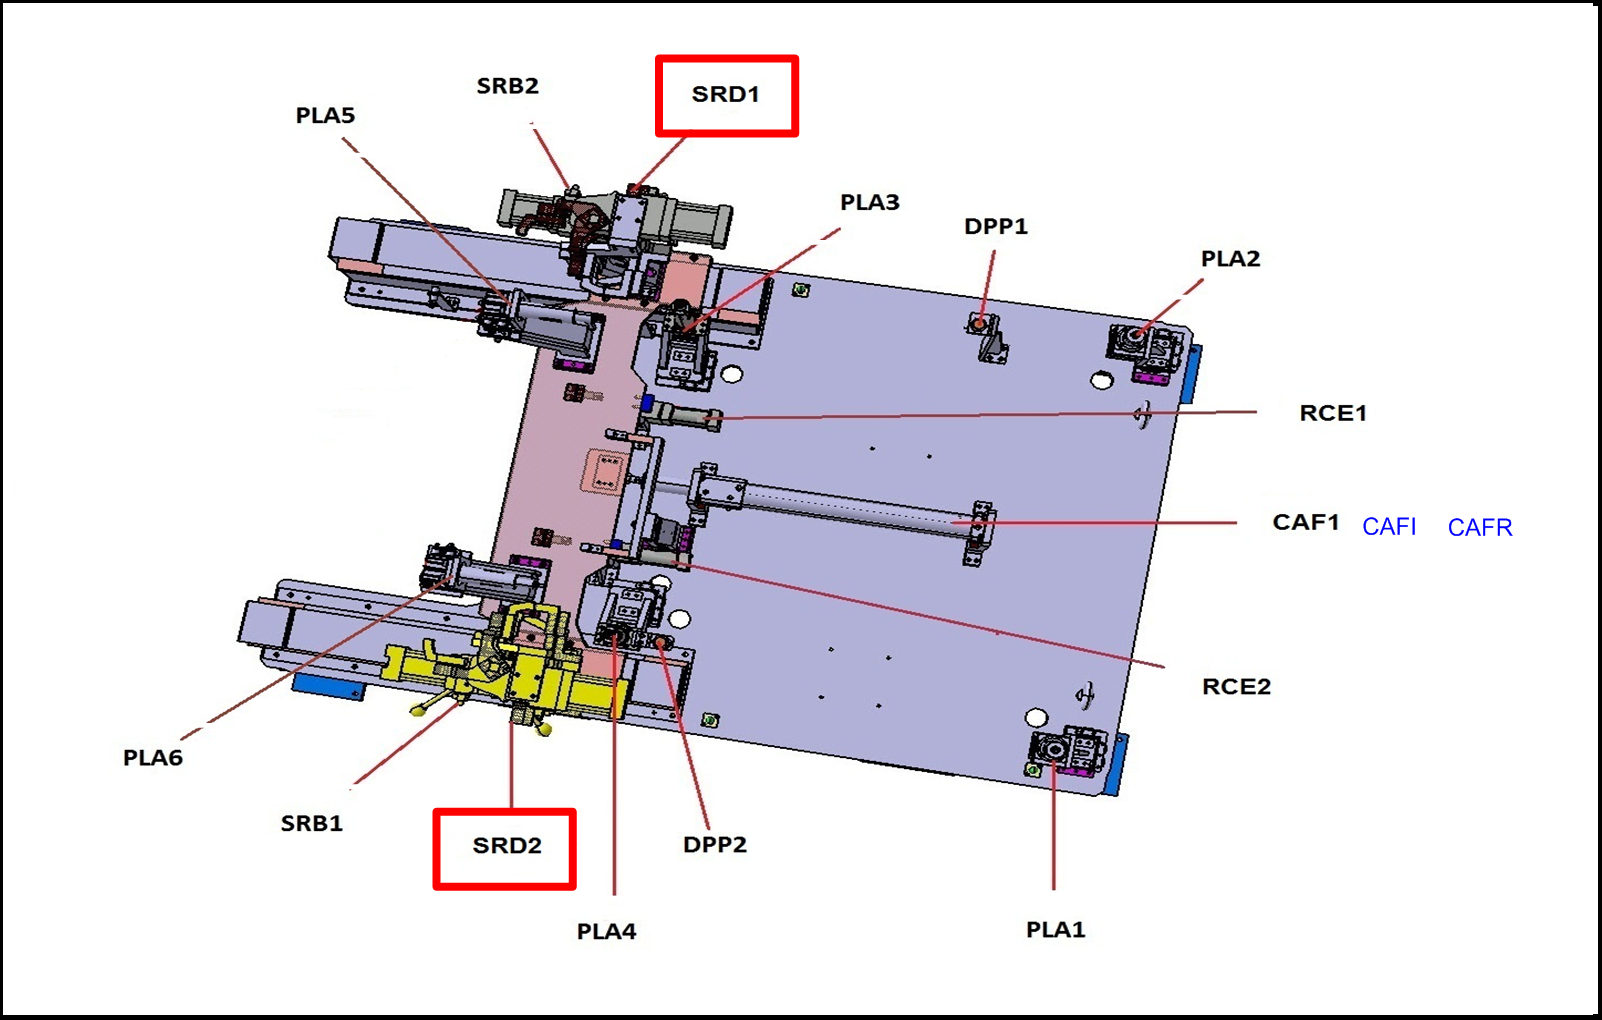 SRB2
SRD1
PLA5
PLA3
DPP1
PLA2
RCE1
CAF1 CAFI CAFR
RCE2
PLA6
SRB1
SRD2
DPP2
PLA4
PLA1